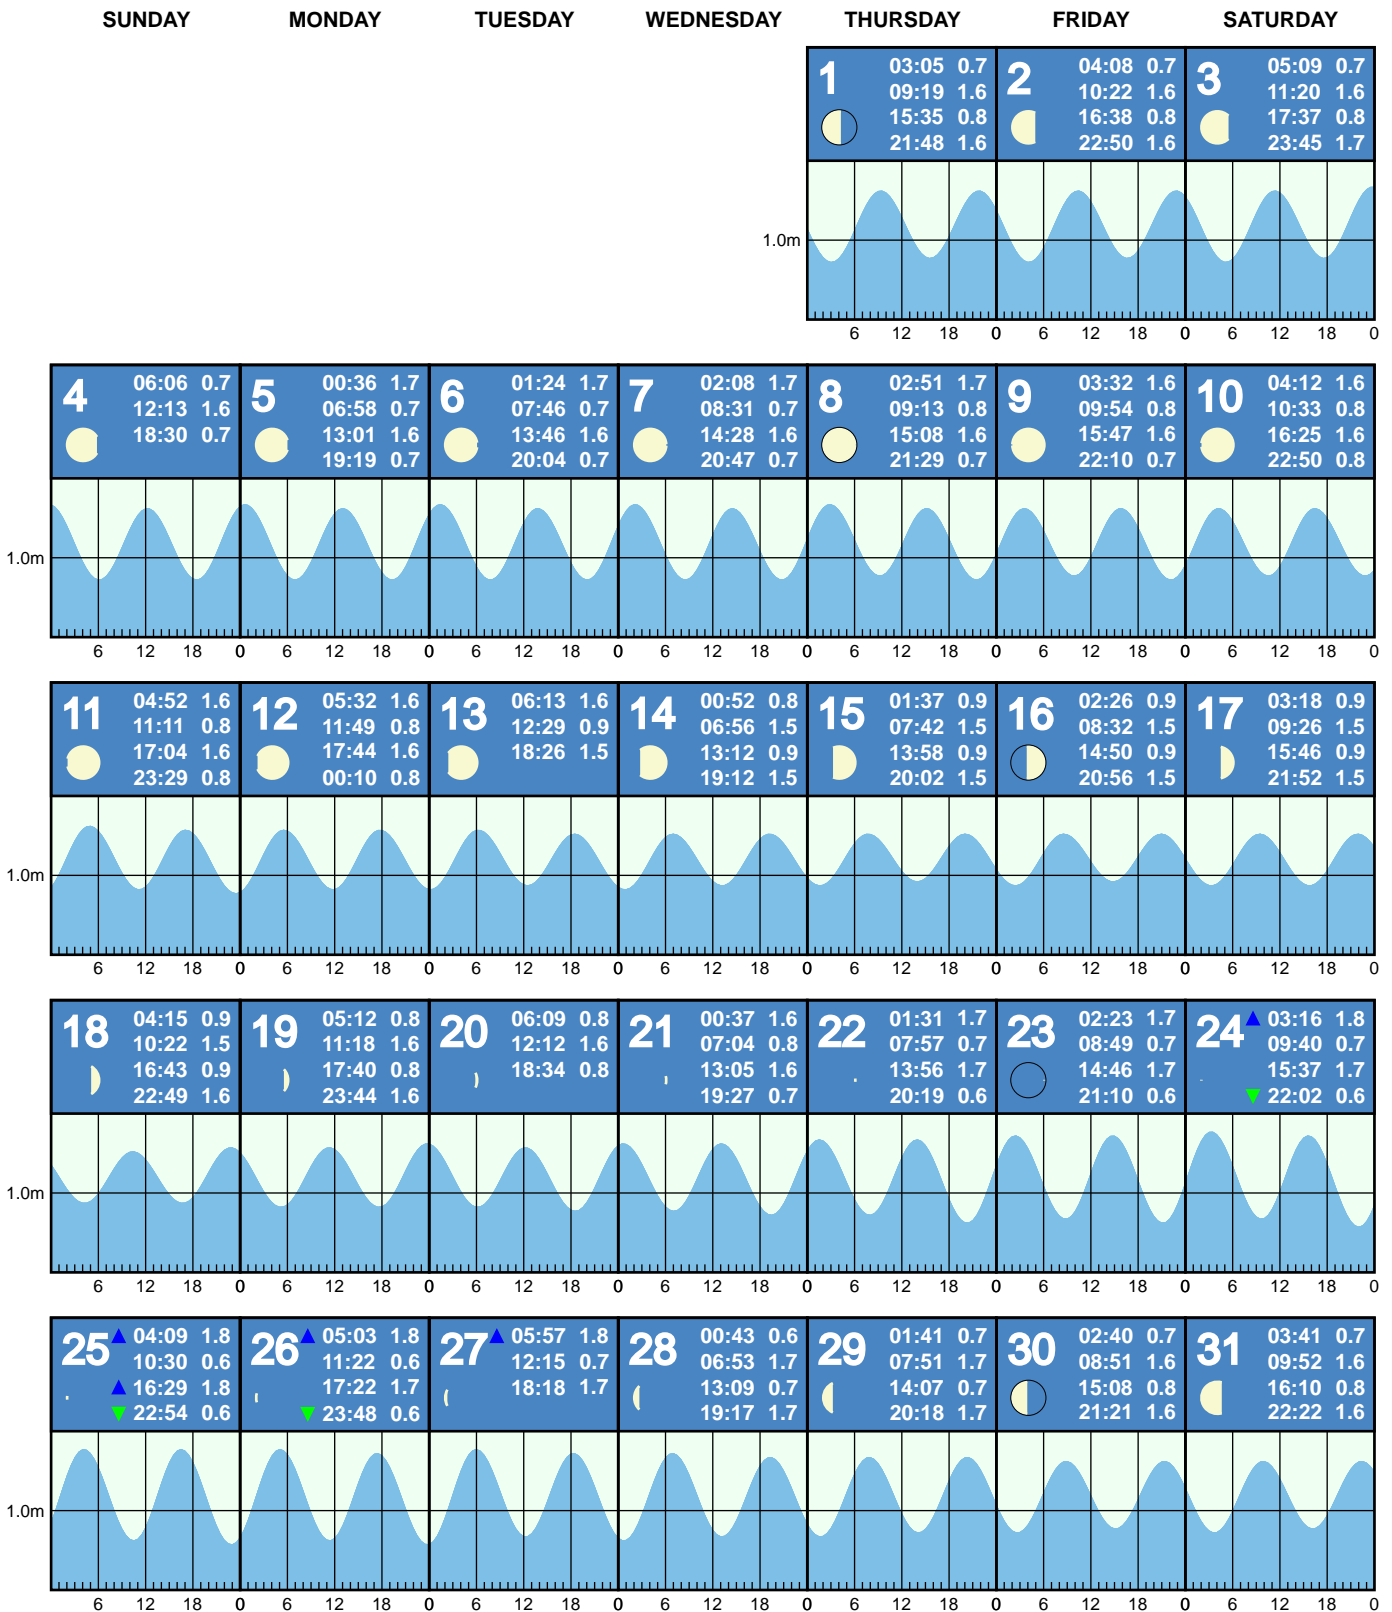 SUNDAY MONDAY TUESDAY WEDNESDAY THURSDAY FRIDAY SATURDAY
1 03:05 0.7
09:19 1.6
15:35 0.8
21:48 1.6
2 04:08 0.7
10:22 1.6
16:38 0.8
22:50 1.6
3 05:09 0.7
11:20 1.6
17:37 0.8
23:45 1.7
1.0m
6 12 18 0 6 12 18 0 6 12 18 0
4 06:06 0.7
12:13 1.6
18:30 0.7
5 00:36 1.7
06:58 0.7
13:01 1.6
19:19 0.7
6 01:24 1.7
07:46 0.7
13:46 1.6
20:04 0.7
7 02:08 1.7
08:31 0.7
14:28 1.6
20:47 0.7
8 02:51 1.7
09:13 0.8
15:08 1.6
21:29 0.7
9 03:32 1.6
09:54 0.8
15:47 1.6
22:10 0.7
10 04:12 1.6
10:33 0.8
16:25 1.6
22:50 0.8
1.0m
6 12 18 0 6 12 18 0 6 12 18 0 6 12 18 0 6 12 18 0 6 12 18 0 6 12 18 0
11 04:52 1.6
11:11 0.8
17:04 1.6
23:29 0.8
12 05:32 1.6
11:49 0.8
17:44 1.6
00:10 0.8
13 06:13 1.6
12:29 0.9
18:26 1.5
14 00:52 0.8
06:56 1.5
13:12 0.9
19:12 1.5
15 01:37 0.9
07:42 1.5
13:58 0.9
20:02 1.5
16 02:26 0.9
08:32 1.5
14:50 0.9
20:56 1.5
17 03:18 0.9
09:26 1.5
15:46 0.9
21:52 1.5
1.0m
6 12 18 0 6 12 18 0 6 12 18 0 6 12 18 0 6 12 18 0 6 12 18 0 6 12 18 0
18 04:15 0.9
10:22 1.5
16:43 0.9
22:49 1.6
19 05:12 0.8
11:18 1.6
17:40 0.8
23:44 1.6
20 06:09 0.8
12:12 1.6
18:34 0.8
21 00:37 1.6
07:04 0.8
13:05 1.6
19:27 0.7
22 01:31 1.7
07:57 0.7
13:56 1.7
20:19 0.6
23 02:23 1.7
08:49 0.7
14:46 1.7
21:10 0.6
24 03:16 1.8
09:40 0.7
15:37 1.7
22:02 0.6
1.0m
6 12 18 0 6 12 18 0 6 12 18 0 6 12 18 0 6 12 18 0 6 12 18 0 6 12 18 0
25 04:09 1.8
10:30 0.6
16:29 1.8
22:54 0.6
26 05:03 1.8
11:22 0.6
17:22 1.7
23:48 0.6
27 05:57 1.8
12:15 0.7
18:18 1.7
28 00:43 0.6
06:53 1.7
13:09 0.7
19:17 1.7
29 01:41 0.7
07:51 1.7
14:07 0.7
20:18 1.7
30 02:40 0.7
08:51 1.6
15:08 0.8
21:21 1.6
31 03:41 0.7
09:52 1.6
16:10 0.8
22:22 1.6
1.0m
6 12 18 0 6 12 18 0 6 12 18 0 6 12 18 0 6 12 18 0 6 12 18 0 6 12 18 0